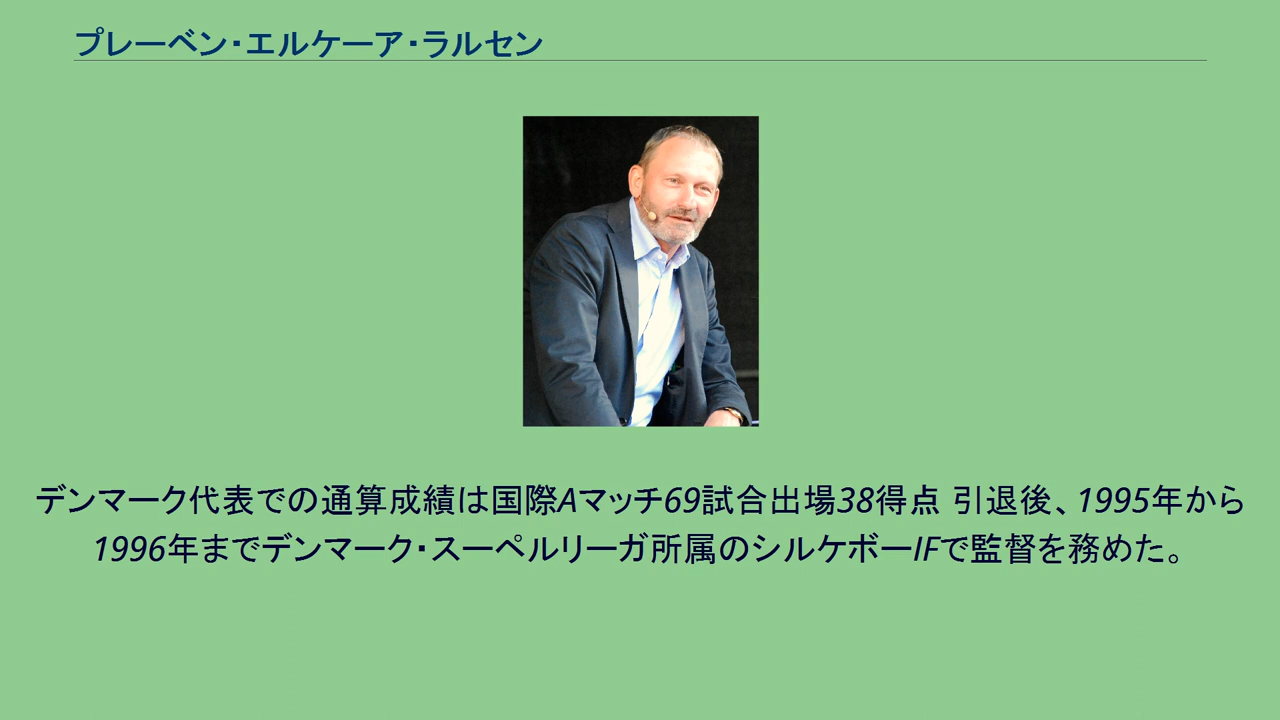 プレーベン・エルケーア・ラルセン
デンマーク代表での通算成績は国際Aマッチ69試合出場38得点 引退後、1995年から
1996年までデンマーク・スーペルリーガ所属のシルケボーIFで監督を務めた。